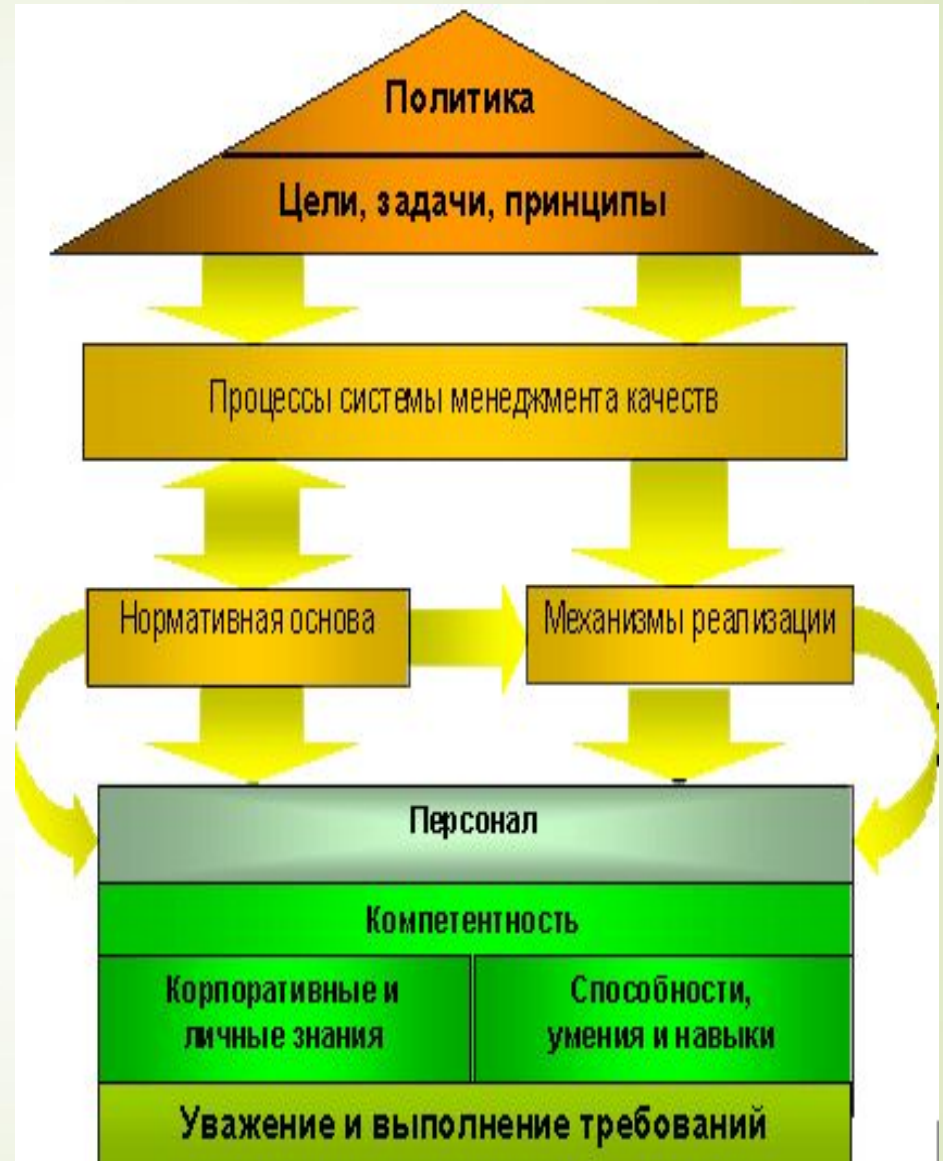 Политика
Цели, задачи, принципы
Процессы системы менеджмента качеств
Нормативная основа
Механизмы реализации
Персонал
Компетентность
Корпоративные и
личные знания
Способности,
умения и навыки
Уважение и выполнение требований